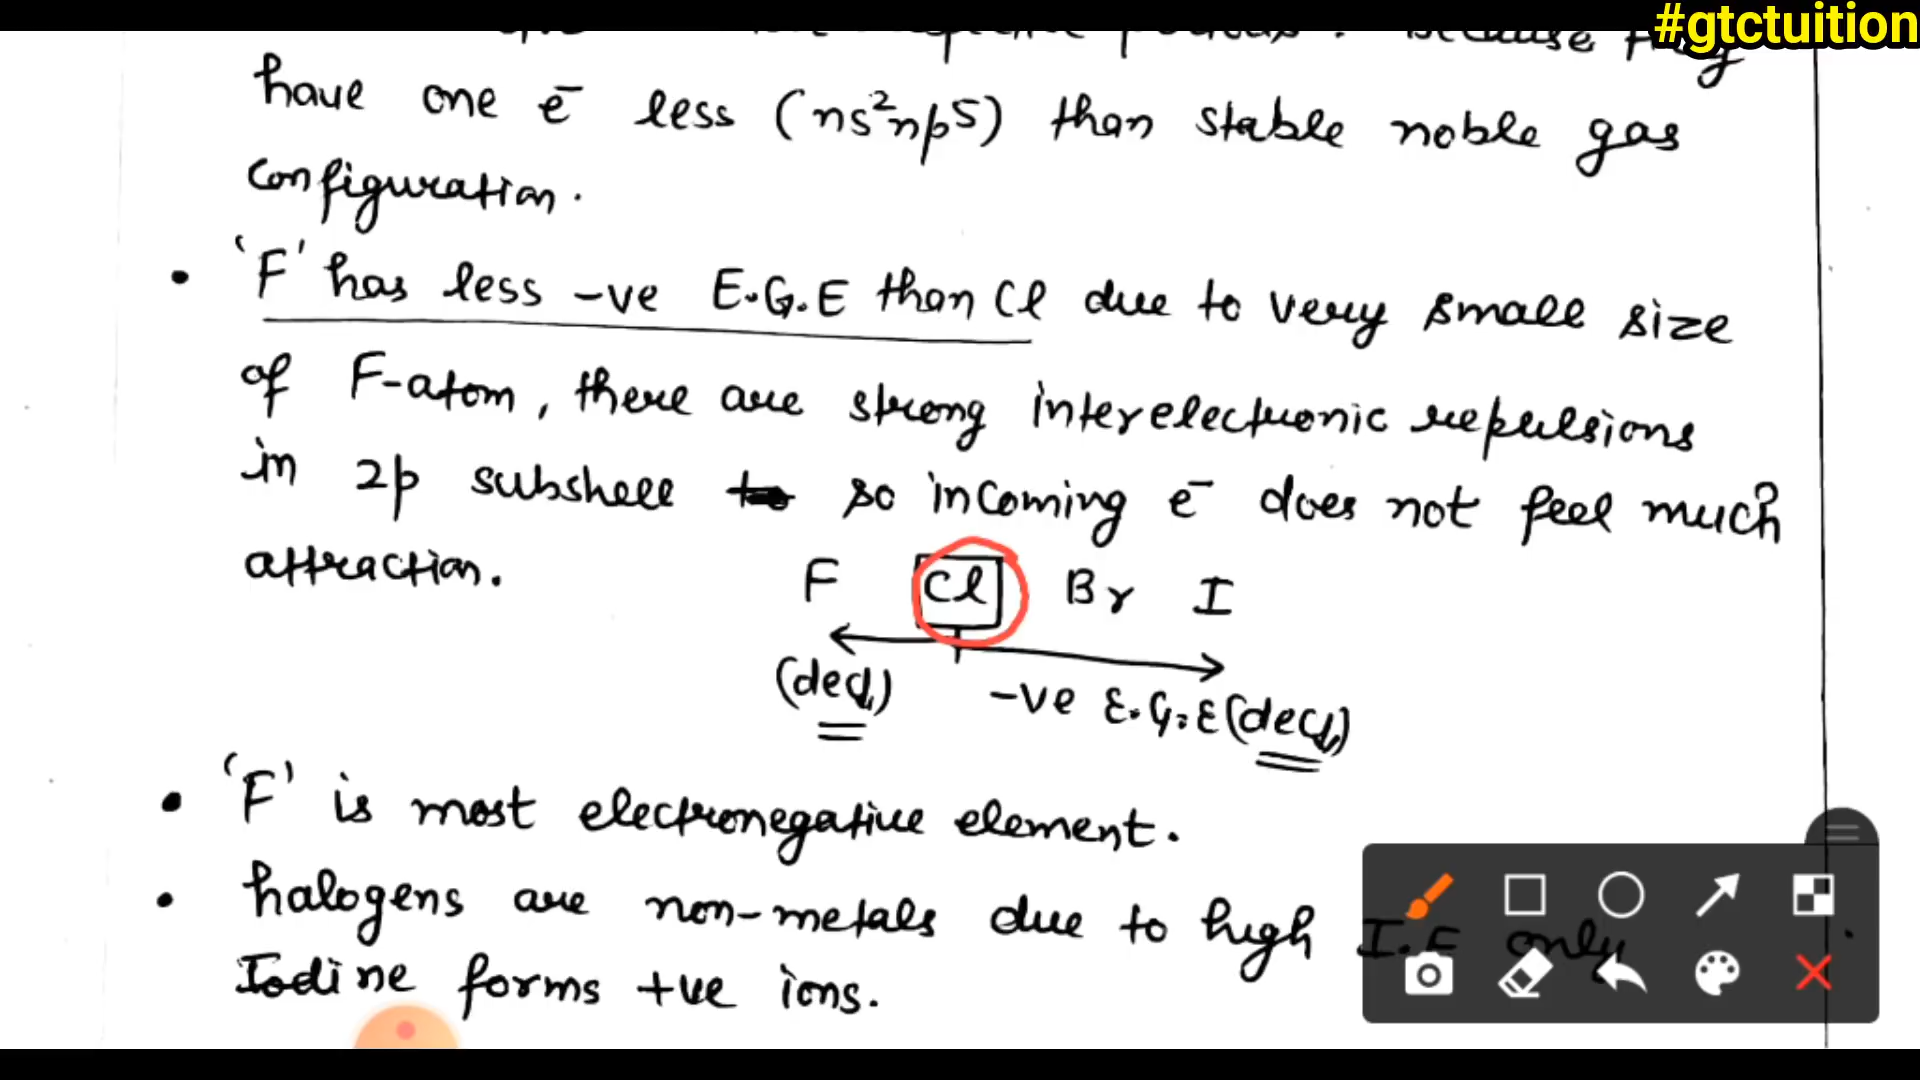 #gtctuition
Because they
have one e⁻ less (ns²np5) than stable noble gas
configuration.
• 'F' has less -ve E.G.E than Cl due to very small size
of F-atom, there are strong interelectronic repulsions
in 2p subshell so incoming e⁻ does not feel much
attraction.
F Cl Br I
(decr) -ve E.G.E (decr)
• 'F' is most electronegative element.
• halogens are non-metals due to high I.E only
Iodine forms +ve ions.